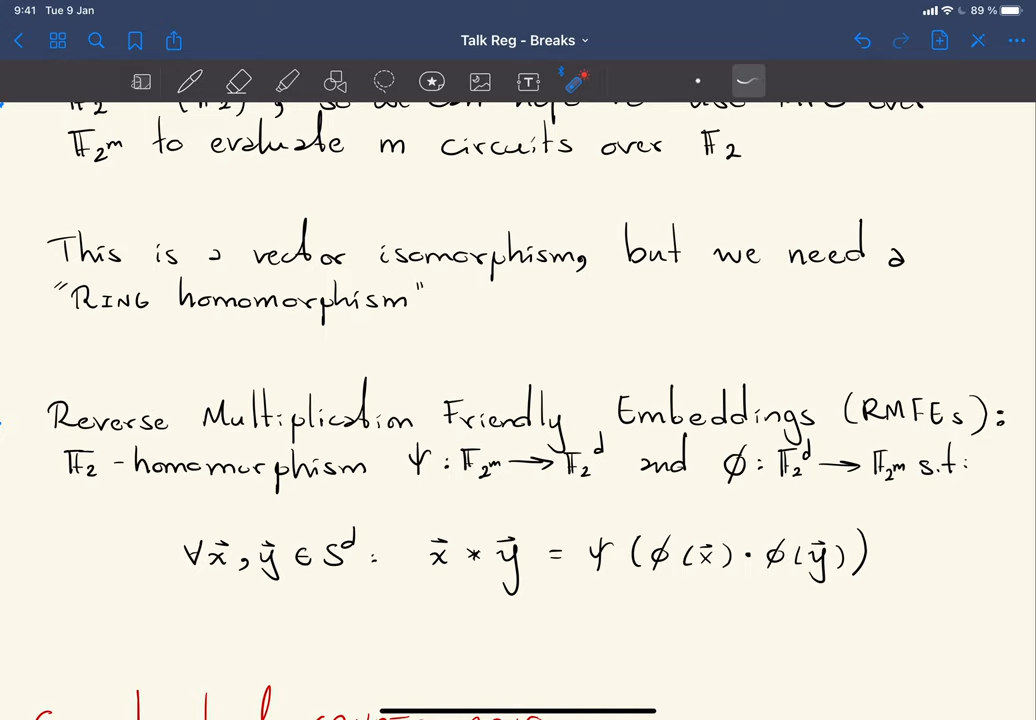 9:41 Tue 9 Jan 89 %
Talk Reg - Breaks
over
𝔽₂ᵐ to evaluate m circuits over 𝔽₂
This is a vector isomorphism, but we need a
"RING homomorphism"
Reverse Multiplication Friendly Embeddings (RMFEs):
𝔽₂ -homomorphism ψ : 𝔽₂ᵐ → 𝔽₂ᵈ and ϕ : 𝔽₂ᵈ → 𝔽₂ᵐ s.t:
∀x⃗, y⃗ ∈ Sᵈ : x⃗ * y⃗ = ψ (ϕ(x⃗) · ϕ(y⃗))